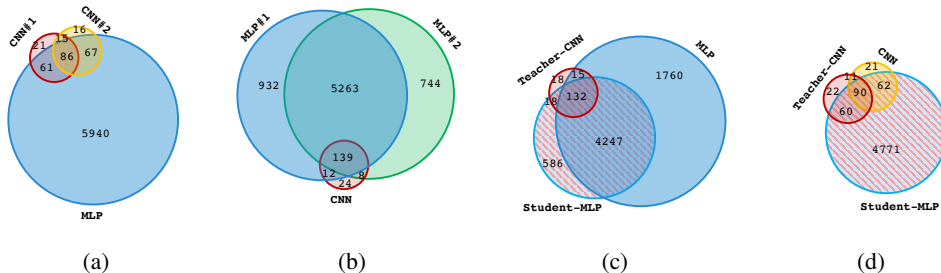 CNN#1
CNN#2
21
15
16
86
67
61
5940
MLP
(a)
MLP#1
MLP#2
932
5263
744
139
12
8
24
CNN
(b)
Teacher-CNN
MLP
18
15
1760
132
18
4247
586
Student-MLP
(c)
Teacher-CNN
CNN
21
11
22
90
62
60
4771
Student-MLP
(d)